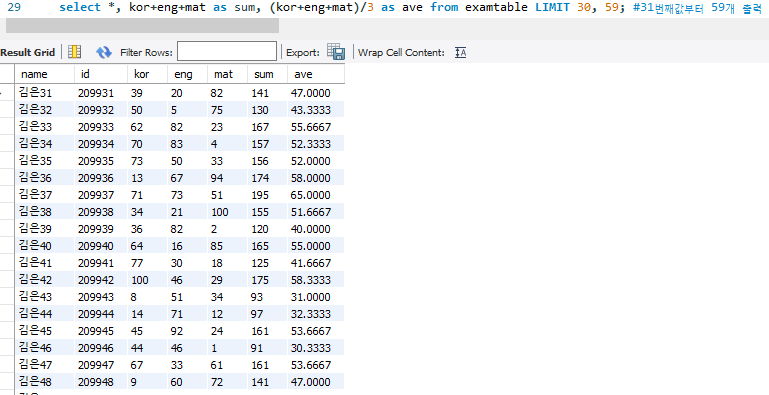 29 select *, kor+eng+mat as sum, (kor+eng+mat)/3 as ave from examtable LIMIT 30, 59; #31번째값부터 59개 출력
Result Grid Filter Rows: Export: Wrap Cell Content:
name id kor eng mat sum ave
김은31 209931 39 20 82 141 47.0000
김은32 209932 50 5 75 130 43.3333
김은33 209933 62 82 23 167 55.6667
김은34 209934 70 83 4 157 52.3333
김은35 209935 73 50 33 156 52.0000
김은36 209936 13 67 94 174 58.0000
김은37 209937 71 73 51 195 65.0000
김은38 209938 34 21 100 155 51.6667
김은39 209939 36 82 2 120 40.0000
김은40 209940 64 16 85 165 55.0000
김은41 209941 77 30 18 125 41.6667
김은42 209942 100 46 29 175 58.3333
김은43 209943 8 51 34 93 31.0000
김은44 209944 14 71 12 97 32.3333
김은45 209945 45 92 24 161 53.6667
김은46 209946 44 46 1 91 30.3333
김은47 209947 67 33 61 161 53.6667
김은48 209948 9 60 72 141 47.0000